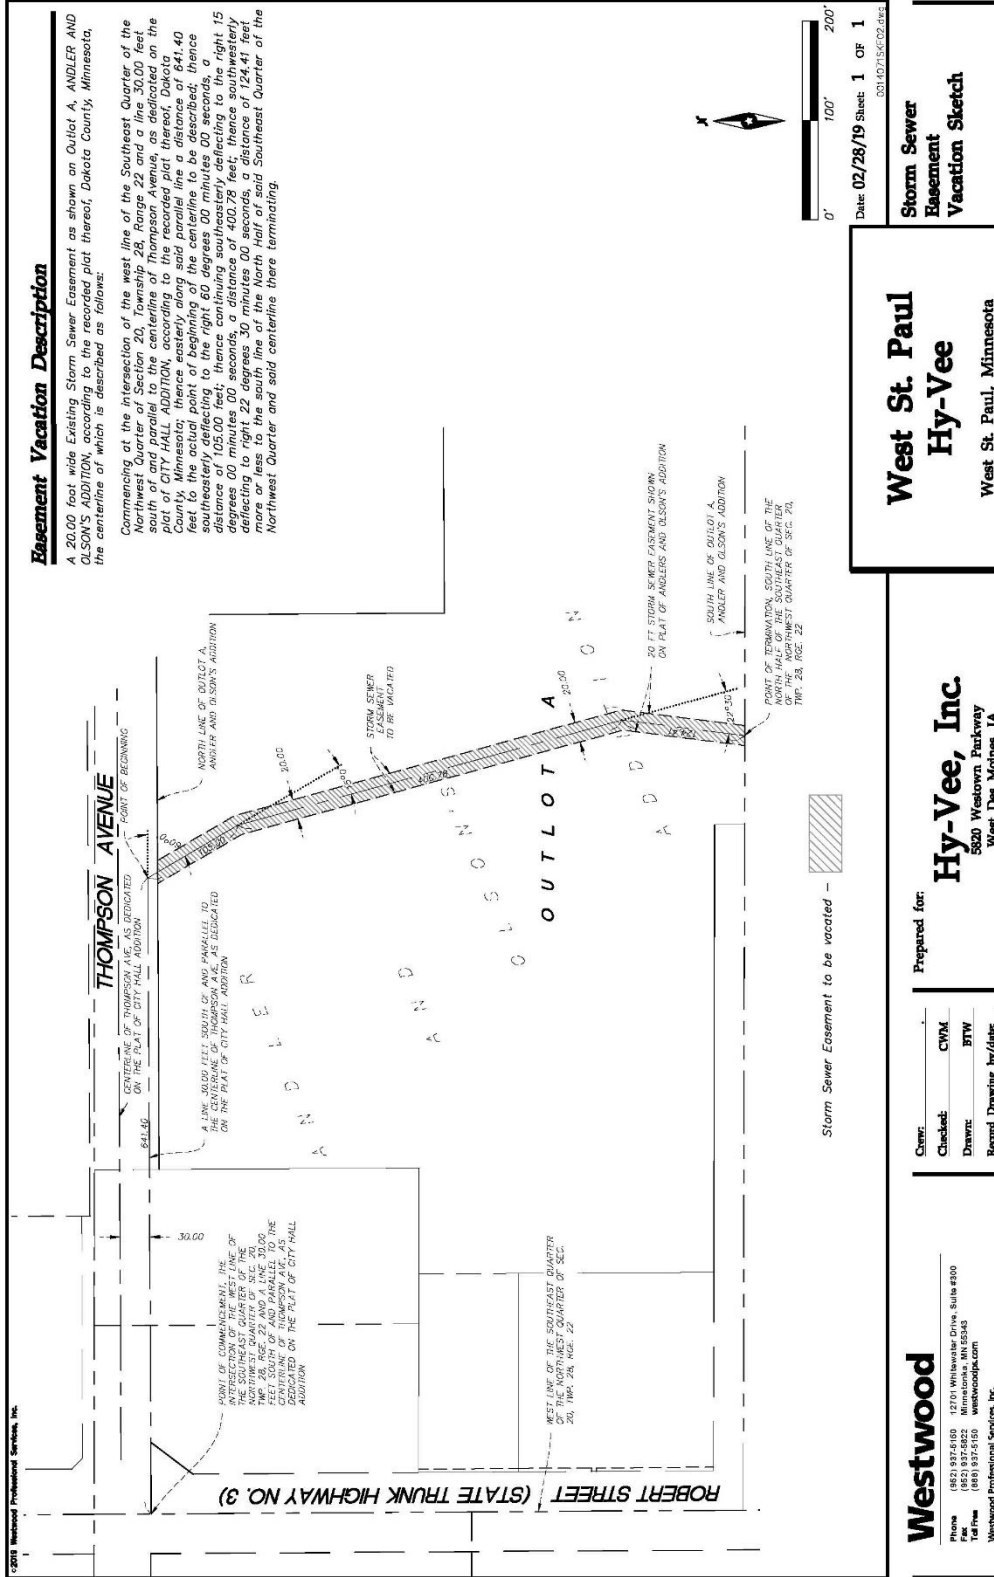 ©2019 Westwood Professional Services, Inc.
Easement Vacation Description
A 20.00 foot wide Existing Storm Sewer Easement as shown on Outlot A, ANDLER AND
OLSON'S ADDITION, according to the recorded plat thereof, Dakota County, Minnesota,
the centerline of which is described as follows:
Commencing at the intersection of the west line of the Southeast Quarter of the
Northwest Quarter of Section 20, Township 28, Range 22 and a line 30.00 feet
south of and parallel to the centerline of Thompson Avenue, as dedicated on the
plat of CITY HALL ADDITION, according to the recorded plat thereof, Dakota
County, Minnesota; thence easterly along said parallel line a distance of 641.40
feet to the actual point of beginning of the centerline to be described; thence
southeasterly deflecting to the right 60 degrees 00 minutes 00 seconds, a
distance of 105.00 feet; thence continuing southeasterly deflecting to the right 15
degrees 00 minutes 00 seconds, a distance of 400.78 feet; thence southwesterly
deflecting to right 22 degrees 30 minutes 00 seconds, a distance of 124.41 feet
more or less to the south line of the North Half of said Southeast Quarter of the
Northwest Quarter and said centerline there terminating.
THOMPSON AVENUE
CENTERLINE OF THOMPSON AVE, AS DEDICATED
ON THE PLAT OF CITY HALL ADDITION
POINT OF BEGINNING
641.40
30.00
A LINE 30.00 FEET SOUTH OF AND PARALLEL TO
THE CENTERLINE OF THOMPSON AVE, AS DEDICATED
ON THE PLAT OF CITY HALL ADDITION
NORTH LINE OF OUTLOT A,
ANDLER AND OLSON'S ADDITION
POINT OF COMMENCEMENT, THE
INTERSECTION OF THE WEST LINE OF
THE SOUTHEAST QUARTER OF THE
NORTHWEST QUARTER OF SEC. 20,
TWP. 28, RGE. 22 AND A LINE 30.00
FEET SOUTH OF AND PARALLEL TO THE
CENTERLINE OF THOMPSON AVE, AS
DEDICATED ON THE PLAT OF CITY HALL
ADDITION
20.00
STORM SEWER
EASEMENT
TO BE VACATED
400.78
ANDLER
AND
OLSON'S
ADDITION
OUTLOT A
20.00
20 FT STORM SEWER EASEMENT SHOWN
ON PLAT OF ANDLERS AND OLSON'S ADDITION
124.41
22°30'
SOUTH LINE OF OUTLOT A,
ANDLER AND OLSON'S ADDITION
WEST LINE OF THE SOUTHEAST QUARTER
OF THE NORTHWEST QUARTER OF SEC.
20, TWP. 28, RGE. 22
POINT OF TERMINATION, SOUTH LINE OF THE
NORTH HALF OF THE SOUTHEAST QUARTER
OF THE NORTHWEST QUARTER OF SEC. 20,
TWP. 28, RGE. 22
ROBERT STREET (STATE TRUNK HIGHWAY NO. 3)
Storm Sewer Easement to be vacated –
N
0' 100' 200'
Date: 02/28/19 Sheet: 1 OF 1
Westwood
Phone (952) 937-5150 12701 Whitewater Drive, Suite #300
Fax (952) 937-5822 Minnetonka, MN 55343
Toll Free (888) 937-5150 westwoodps.com
Westwood Professional Services, Inc.
Crew:
Checked: CWM
Drawn: BTW
Record Drawing by/date:
Prepared for:
Hy-Vee, Inc.
5820 Westown Parkway
West Des Moines, IA
West St. Paul
Hy-Vee
West St. Paul, Minnesota
Storm Sewer
Easement
Vacation Sketch